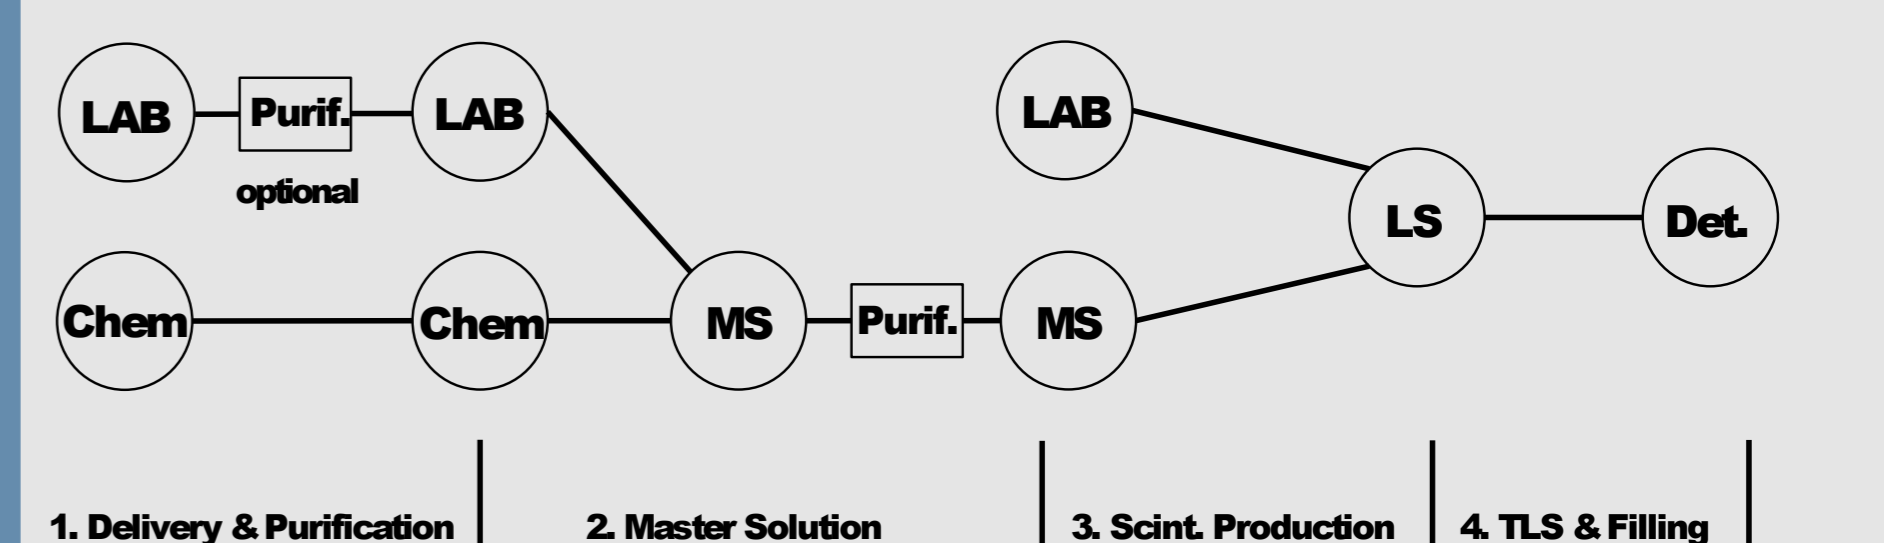 LAB Purif. LAB LAB
optional
LS Det.
Chem Chem MS Purif. MS
1. Delivery & Purification 2. Master Solution 3. Scint. Production 4. TLS & Filling